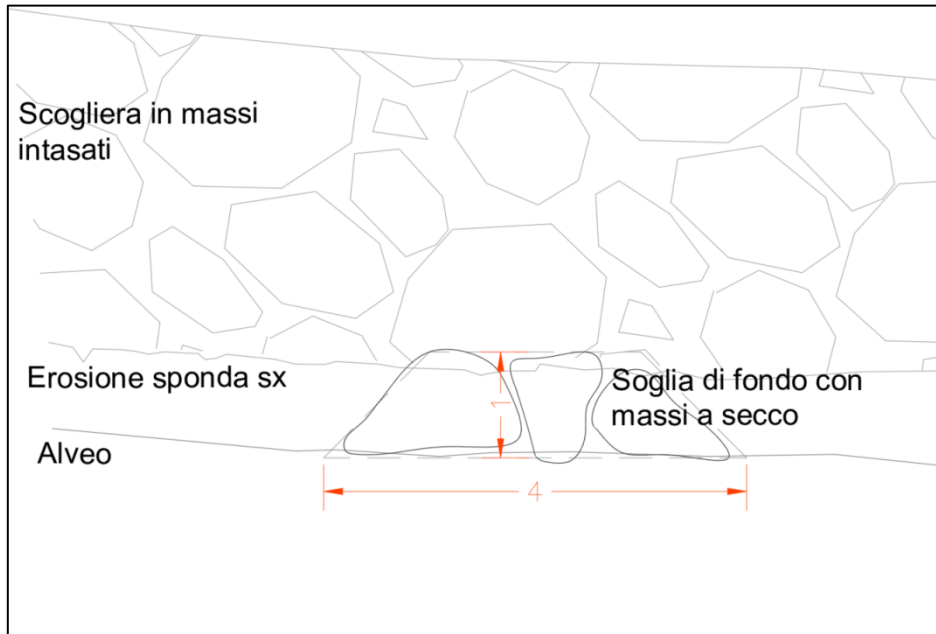 Scogliera in massi
intasati
Erosione sponda sx
Soglia di fondo con
massi a secco
Alveo
1
4